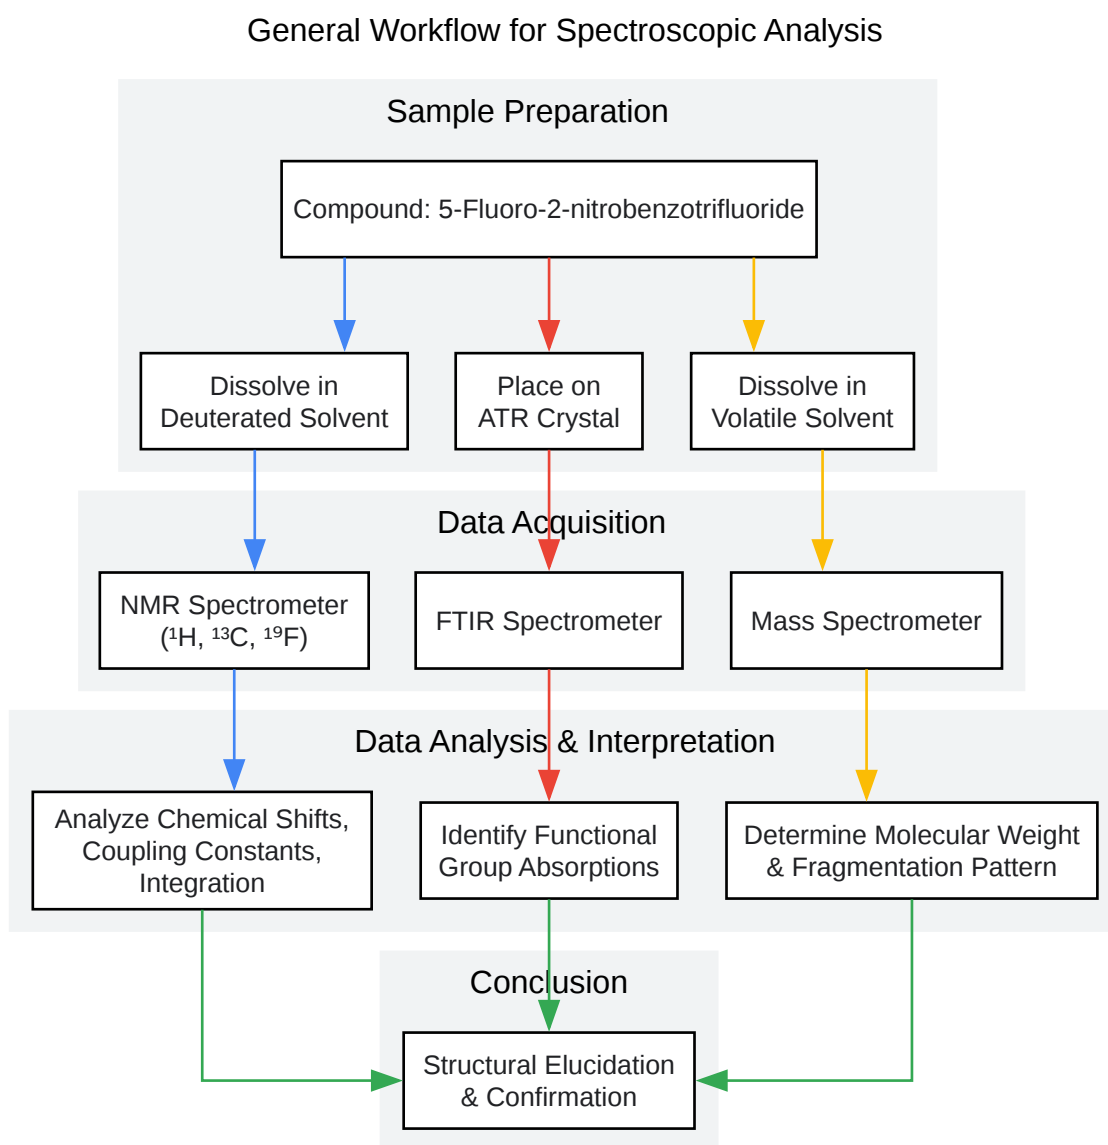 General Workflow for Spectroscopic Analysis
Sample Preparation
Compound: 5-Fluoro-2-nitrobenzotrifluoride
Dissolve in
Deuterated Solvent
Place on
ATR Crystal
Dissolve in
Volatile Solvent
Data Acquisition
NMR Spectrometer
(¹H, ¹³C, ¹⁹F)
FTIR Spectrometer
Mass Spectrometer
Data Analysis & Interpretation
Analyze Chemical Shifts,
Coupling Constants,
Integration
Identify Functional
Group Absorptions
Determine Molecular Weight
& Fragmentation Pattern
Conclusion
Structural Elucidation
& Confirmation